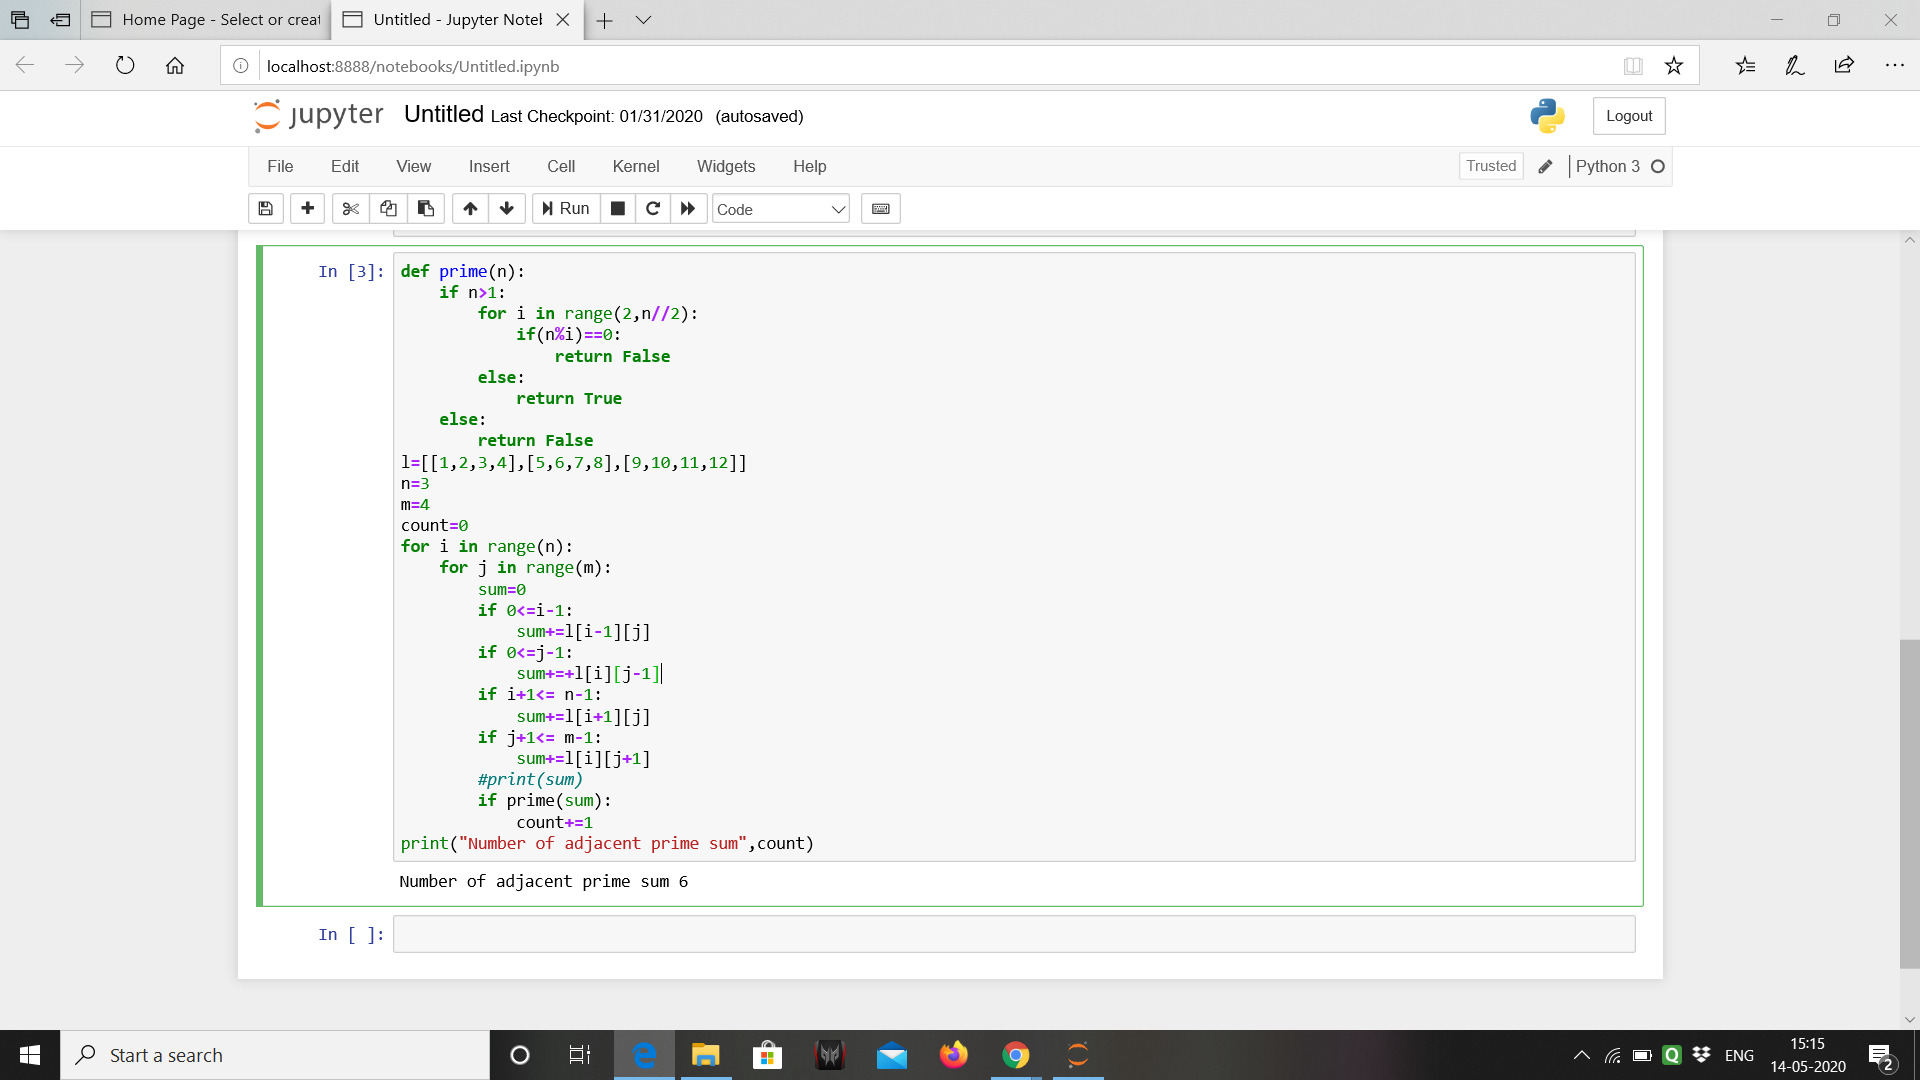 Home Page - Select or creat
Untitled - Jupyter Noteb
localhost:8888/notebooks/Untitled.ipynb
jupyter Untitled Last Checkpoint: 01/31/2020 (autosaved)
Logout
File Edit View Insert Cell Kernel Widgets Help
Trusted Python 3
Run Code
In [3]:
def prime(n):
    if n>1:
        for i in range(2,n//2):
            if(n%i)==0:
                return False
        else:
            return True
    else:
        return False
l=[[1,2,3,4],[5,6,7,8],[9,10,11,12]]
n=3
m=4
count=0
for i in range(n):
    for j in range(m):
        sum=0
        if 0<=i-1:
            sum+=l[i-1][j]
        if 0<=j-1:
            sum+=+l[i][j-1]
        if i+1<= n-1:
            sum+=l[i+1][j]
        if j+1<= m-1:
            sum+=l[i][j+1]
        #print(sum)
        if prime(sum):
            count+=1
print("Number of adjacent prime sum",count)
Number of adjacent prime sum 6
In [ ]:
Start a search
Q
ENG
15:15
14-05-2020
2